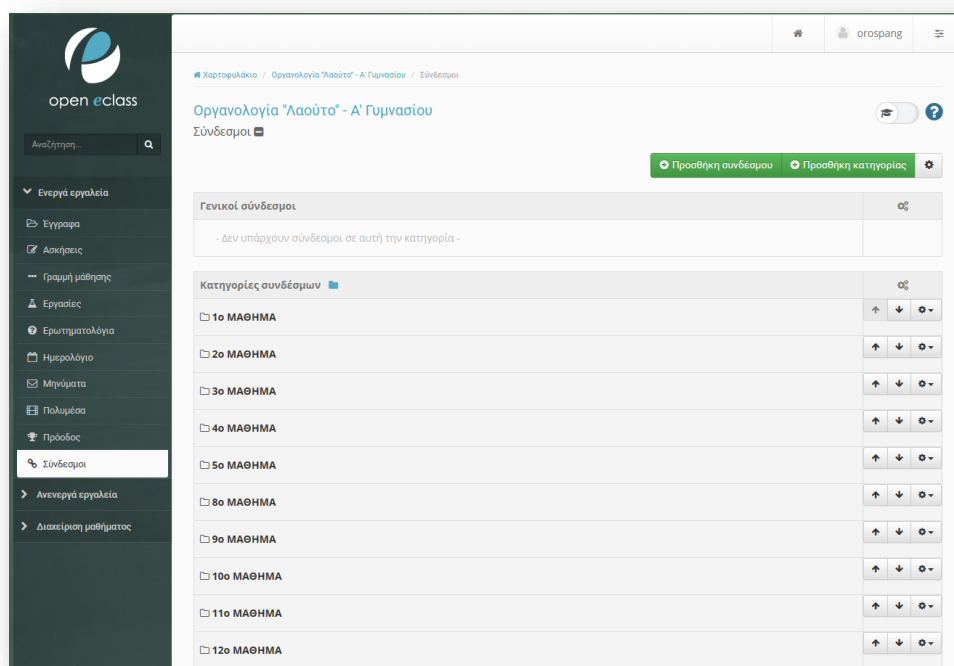 orospang
open eclass
Χαρτοφυλάκιο / Οργανολογία "Λαούτο" - Α' Γυμνασίου / Σύνδεσμοι
Οργανολογία "Λαούτο" - Α' Γυμνασίου
Σύνδεσμοι
Αναζήτηση...
Προσθήκη συνδέσμου
Προσθήκη κατηγορίας
Ενεργά εργαλεία
Έγγραφα
Ασκήσεις
Γραμμή μάθησης
Εργασίες
Ερωτηματολόγια
Ημερολόγιο
Μηνύματα
Πολυμέσα
Πρόοδος
Σύνδεσμοι
Ανενεργά εργαλεία
Διαχείριση μαθήματος
Γενικοί σύνδεσμοι
- Δεν υπάρχουν σύνδεσμοι σε αυτή την κατηγορία -
Κατηγορίες συνδέσμων
1ο ΜΑΘΗΜΑ
2ο ΜΑΘΗΜΑ
3ο ΜΑΘΗΜΑ
4ο ΜΑΘΗΜΑ
5ο ΜΑΘΗΜΑ
8ο ΜΑΘΗΜΑ
9ο ΜΑΘΗΜΑ
10ο ΜΑΘΗΜΑ
11ο ΜΑΘΗΜΑ
12ο ΜΑΘΗΜΑ